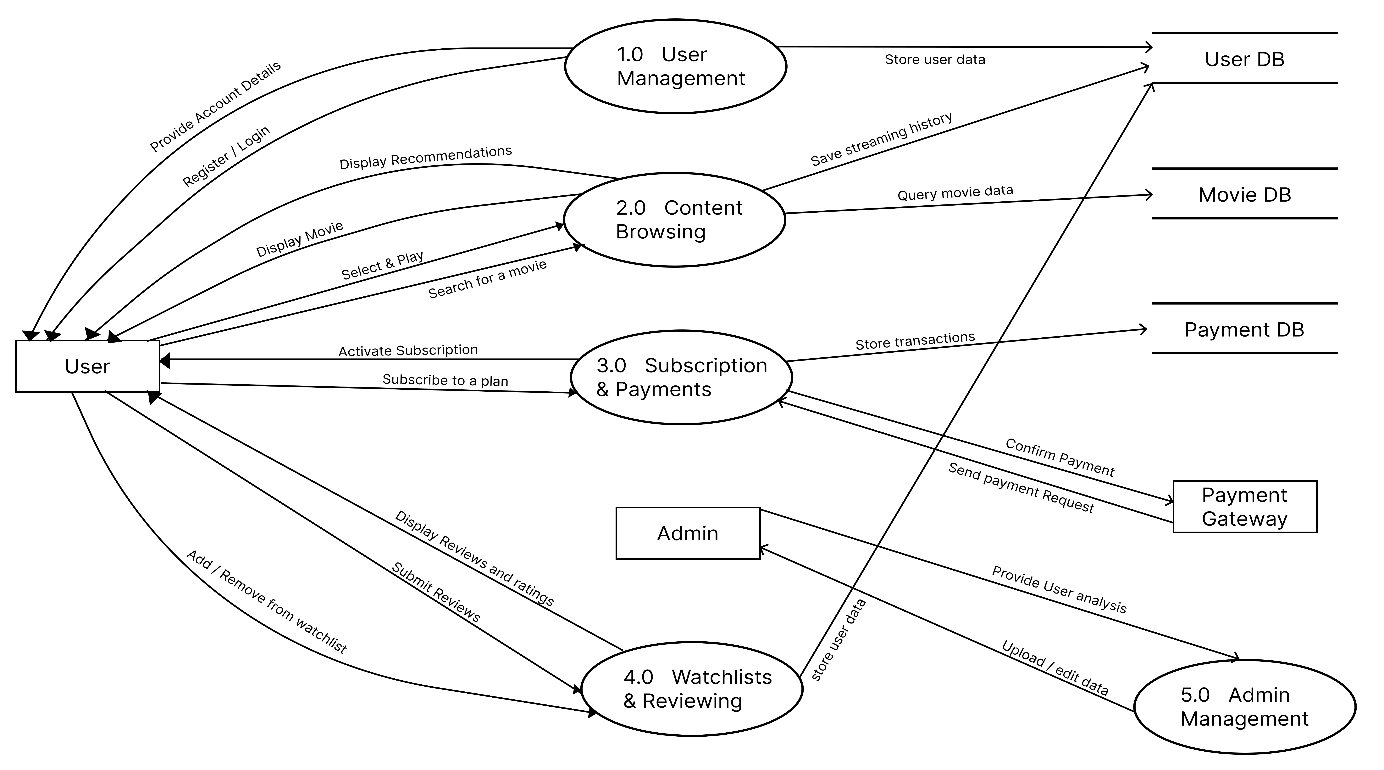 1.0 User
Management
Store user data
User DB
Provide Account Details
Register / Login
Save streaming history
Display Recommendations
2.0 Content
Browsing
Query movie data
Movie DB
Display Movie
Select & Play
Search for a movie
User
Activate Subscription
Subscribe to a plan
3.0 Subscription
& Payments
Store transactions
Payment DB
Confirm Payment
Send payment Request
Payment
Gateway
Admin
Provide User analysis
Upload / edit data
Display Reviews and ratings
Submit Reviews
Add / Remove from watchlist
store user data
4.0 Watchlists
& Reviewing
5.0 Admin
Management